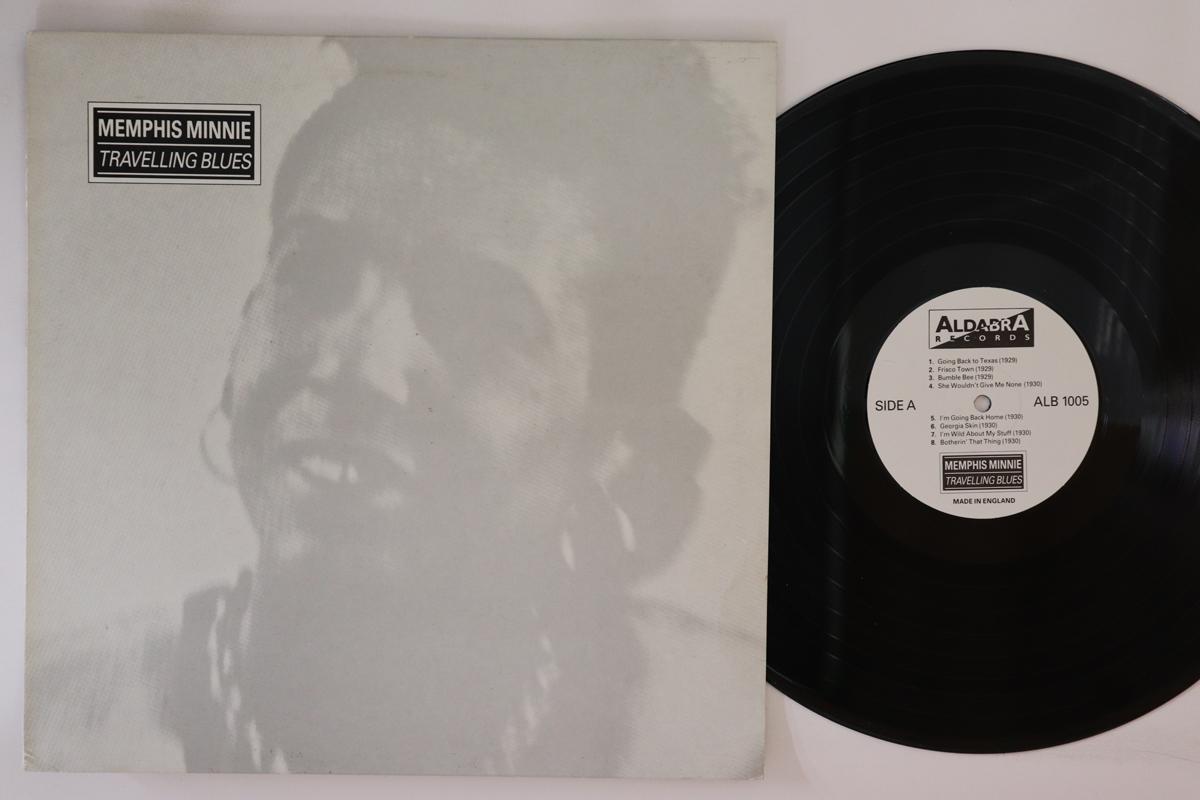 MEMPHIS MINNIE
TRAVELLING BLUES
ALDABRA
RECORDS
1. Going Back to Texas (1929)
2. Frisco Town (1929)
3. Bumble Bee (1929)
4. She Wouldn't Give Me None (1930)
SIDE A
ALB 1005
5. I'm Going Back Home (1930)
6. Georgia Skin (1930)
7. I'm Wild About My Stuff (1930)
8. Botherin' That Thing (1930)
MEMPHIS MINNIE
TRAVELLING BLUES
MADE IN ENGLAND